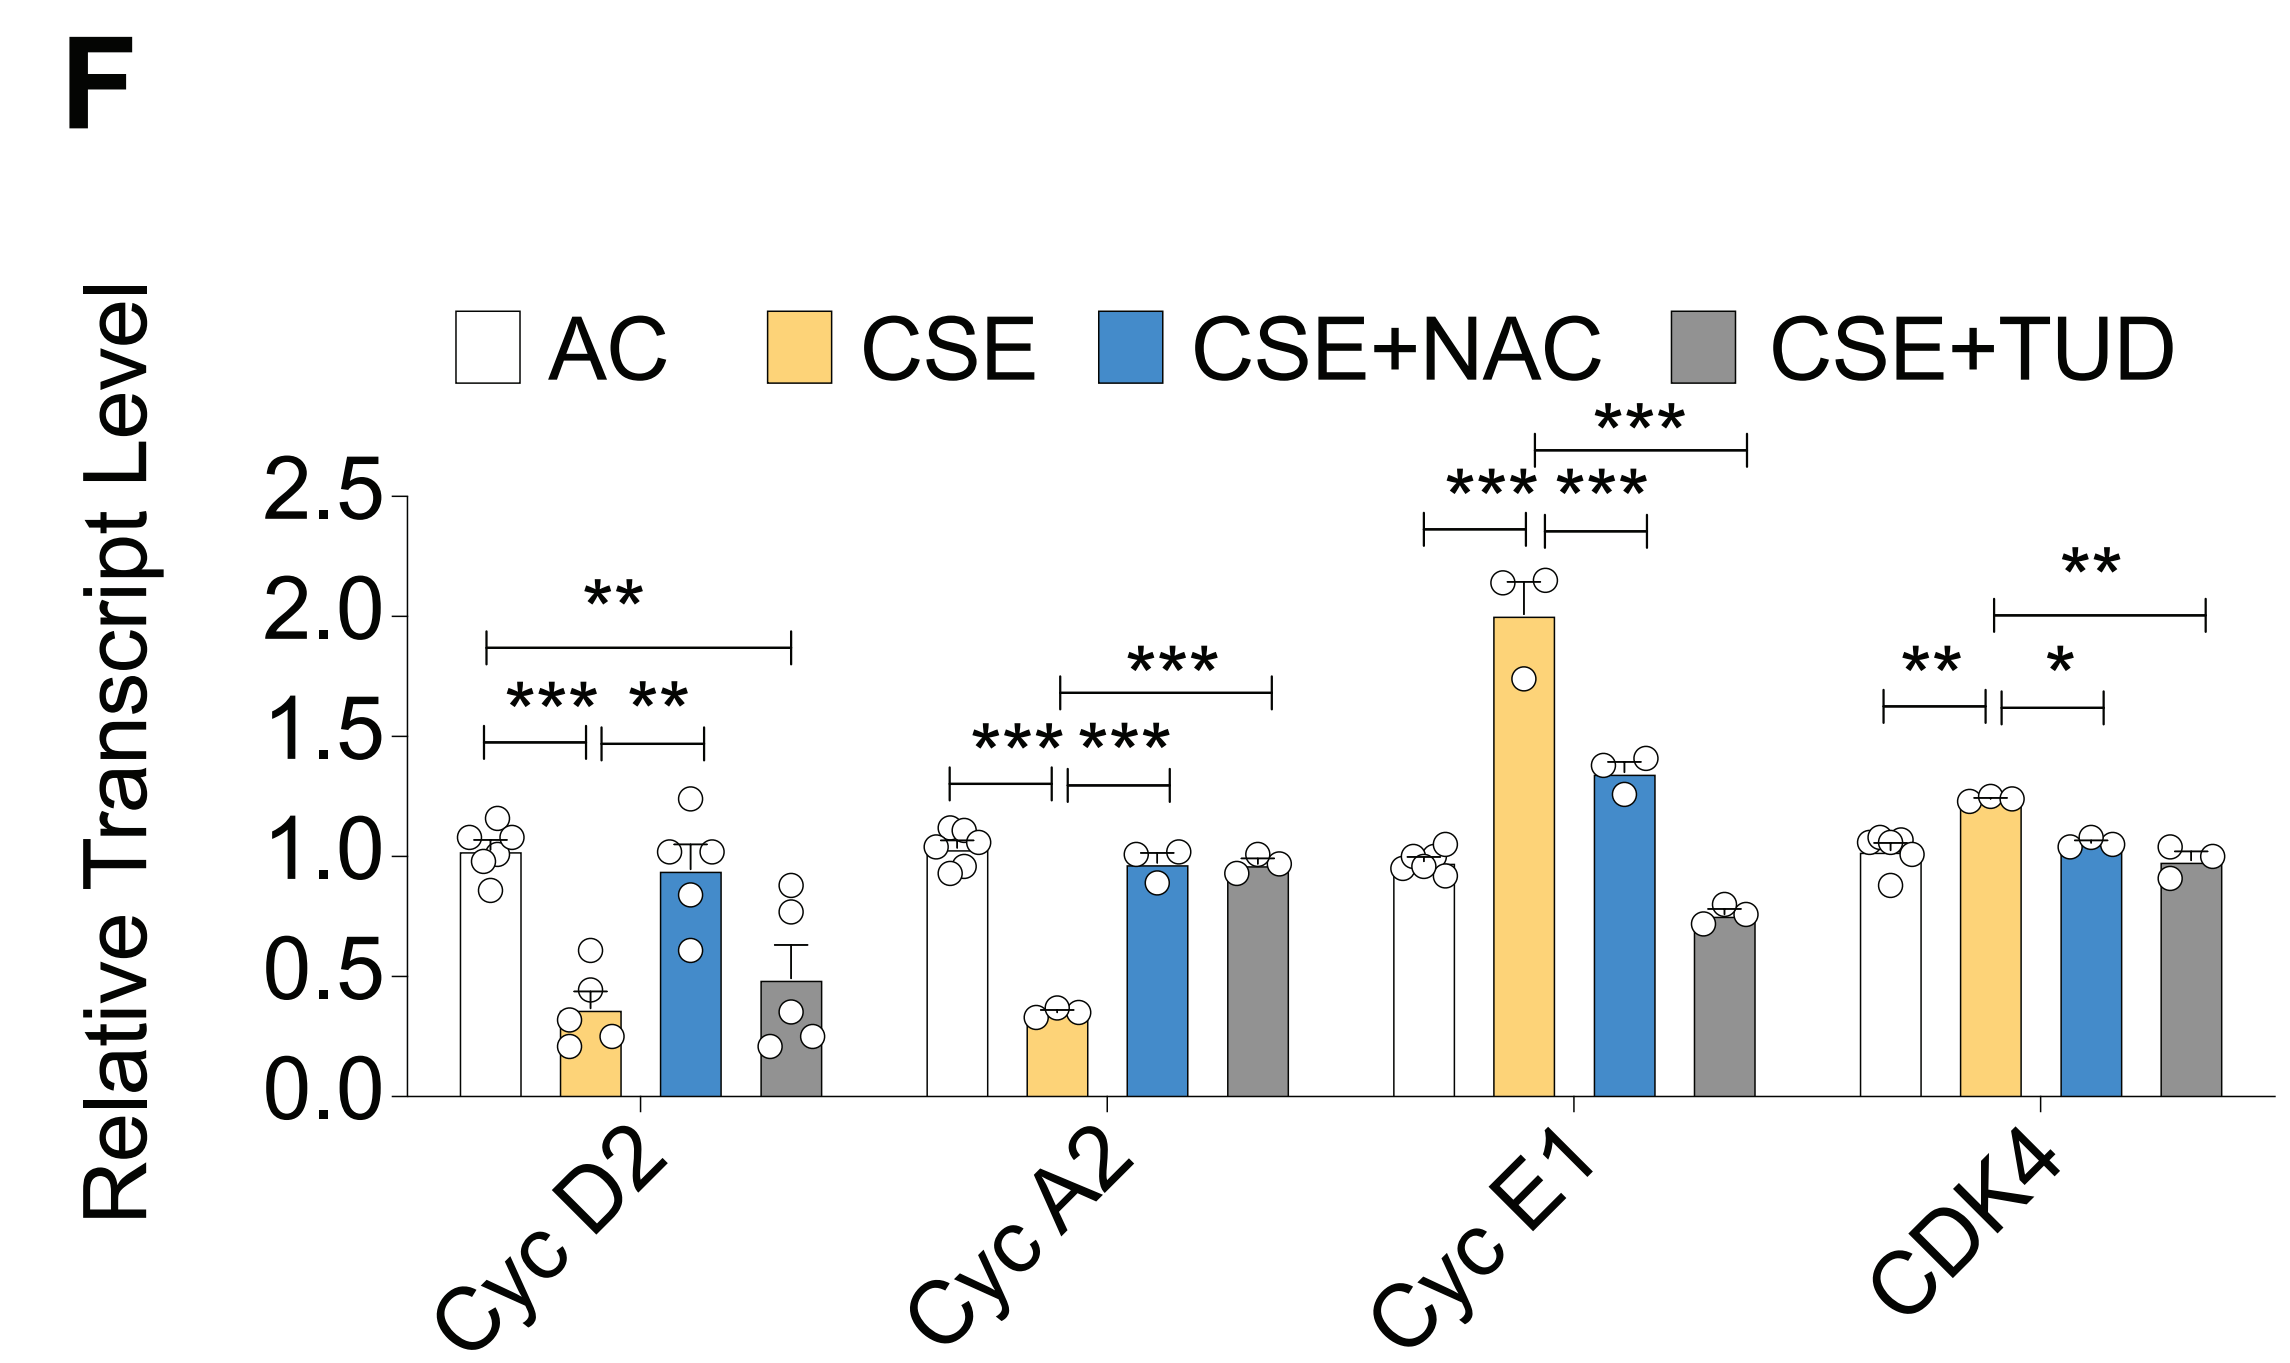 F
Relative Transcript Level
AC CSE CSE+NAC CSE+TUD
2.5
2.0
1.5
1.0
0.5
0.0
** *** **
*** *** ***
*** *** ***
** ** *
Cyc D2 Cyc A2 Cyc E1 CDK4